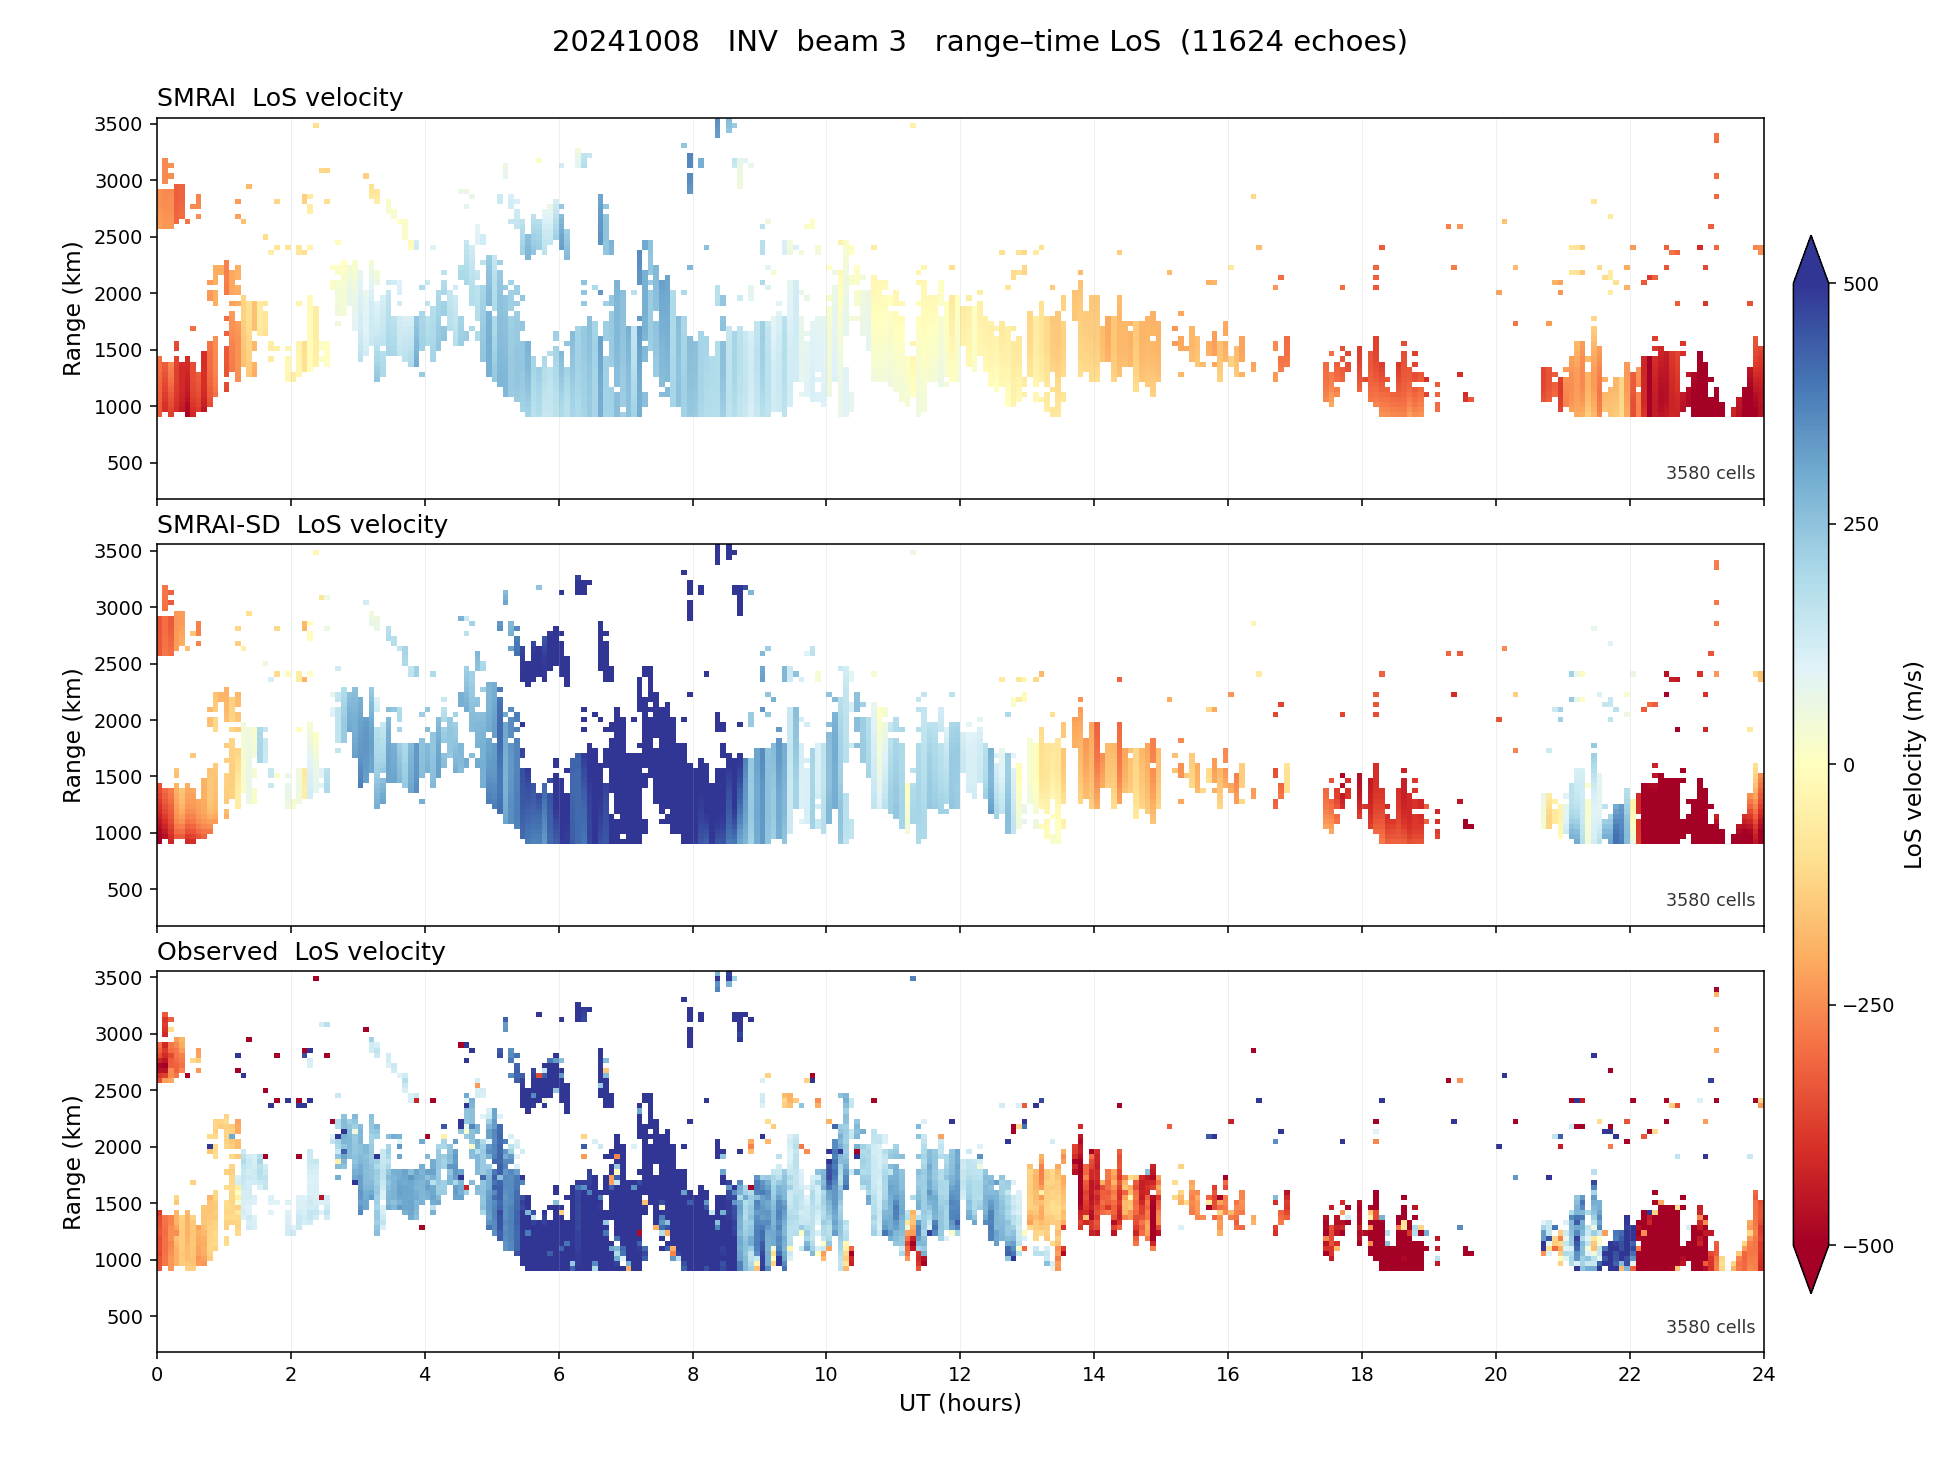 20241008 INV beam 3 range–time LoS (11624 echoes)
SMRAI LoS velocity
3500
3000
2500
2000
1500
1000
500
Range (km)
3580 cells
SMRAI-SD LoS velocity
3500
3000
2500
2000
1500
1000
500
Range (km)
3580 cells
Observed LoS velocity
3500
3000
2500
2000
1500
1000
500
Range (km)
3580 cells
0 2 4 6 8 10 12 14 16 18 20 22 24
UT (hours)
500
250
0
−250
−500
LoS velocity (m/s)